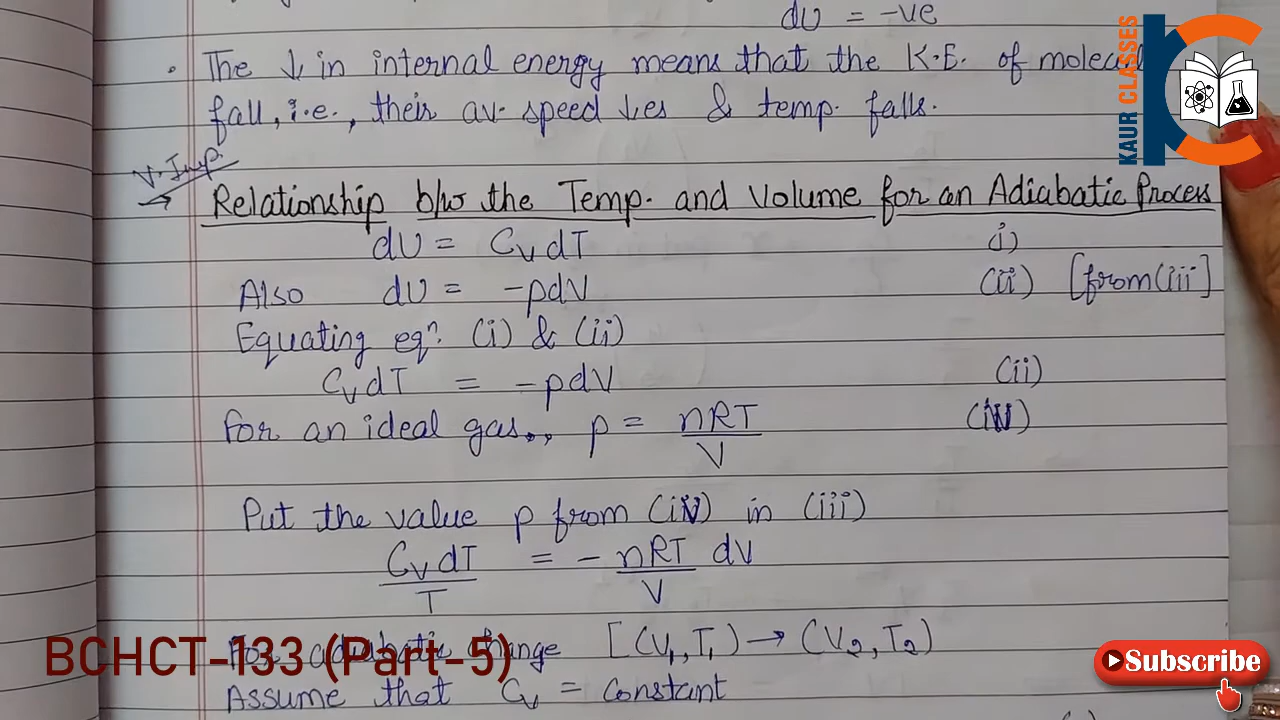 dU = -ve
• The ↓ in internal energy means that the K.E. of molecul
fall, i.e., their av. speed ↓es & temp. falls.
V. Imp.
→ Relationship b/w the Temp. and Volume for an Adiabatic Process
dU = CvdT (i)
Also dU = -pdV (ii) [from (iii]
Equating eqn. (i) & (ii)
CvdT = -pdV (ii)
for an ideal gas., p = nRT/V (iv)
Put the value p from (iv) in (iii)
CvdT/T = - nRT/V dV
For adiabatic change [(V1,T1) → (V2,T2)
Assume that Cv = constant
BCHCT-133 (Part-5)
KAUR CLASSES
Subscribe